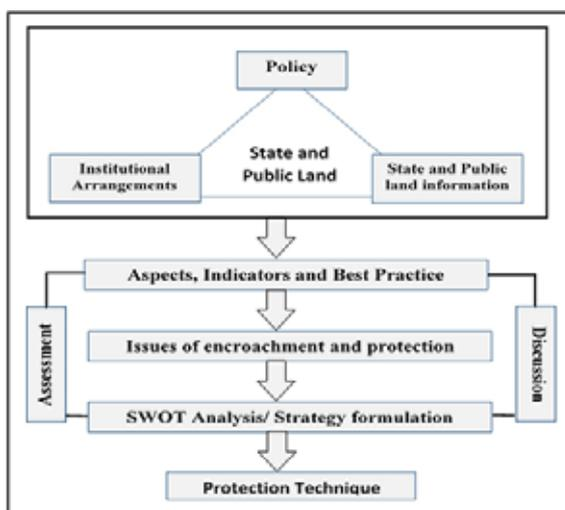 Policy
State and
Public Land
Institutional
Arrangements
State and Public
land information
Aspects, Indicators and Best Practice
Assessment
Discussion
Issues of encroachment and protection
SWOT Analysis/ Strategy formulation
Protection Technique